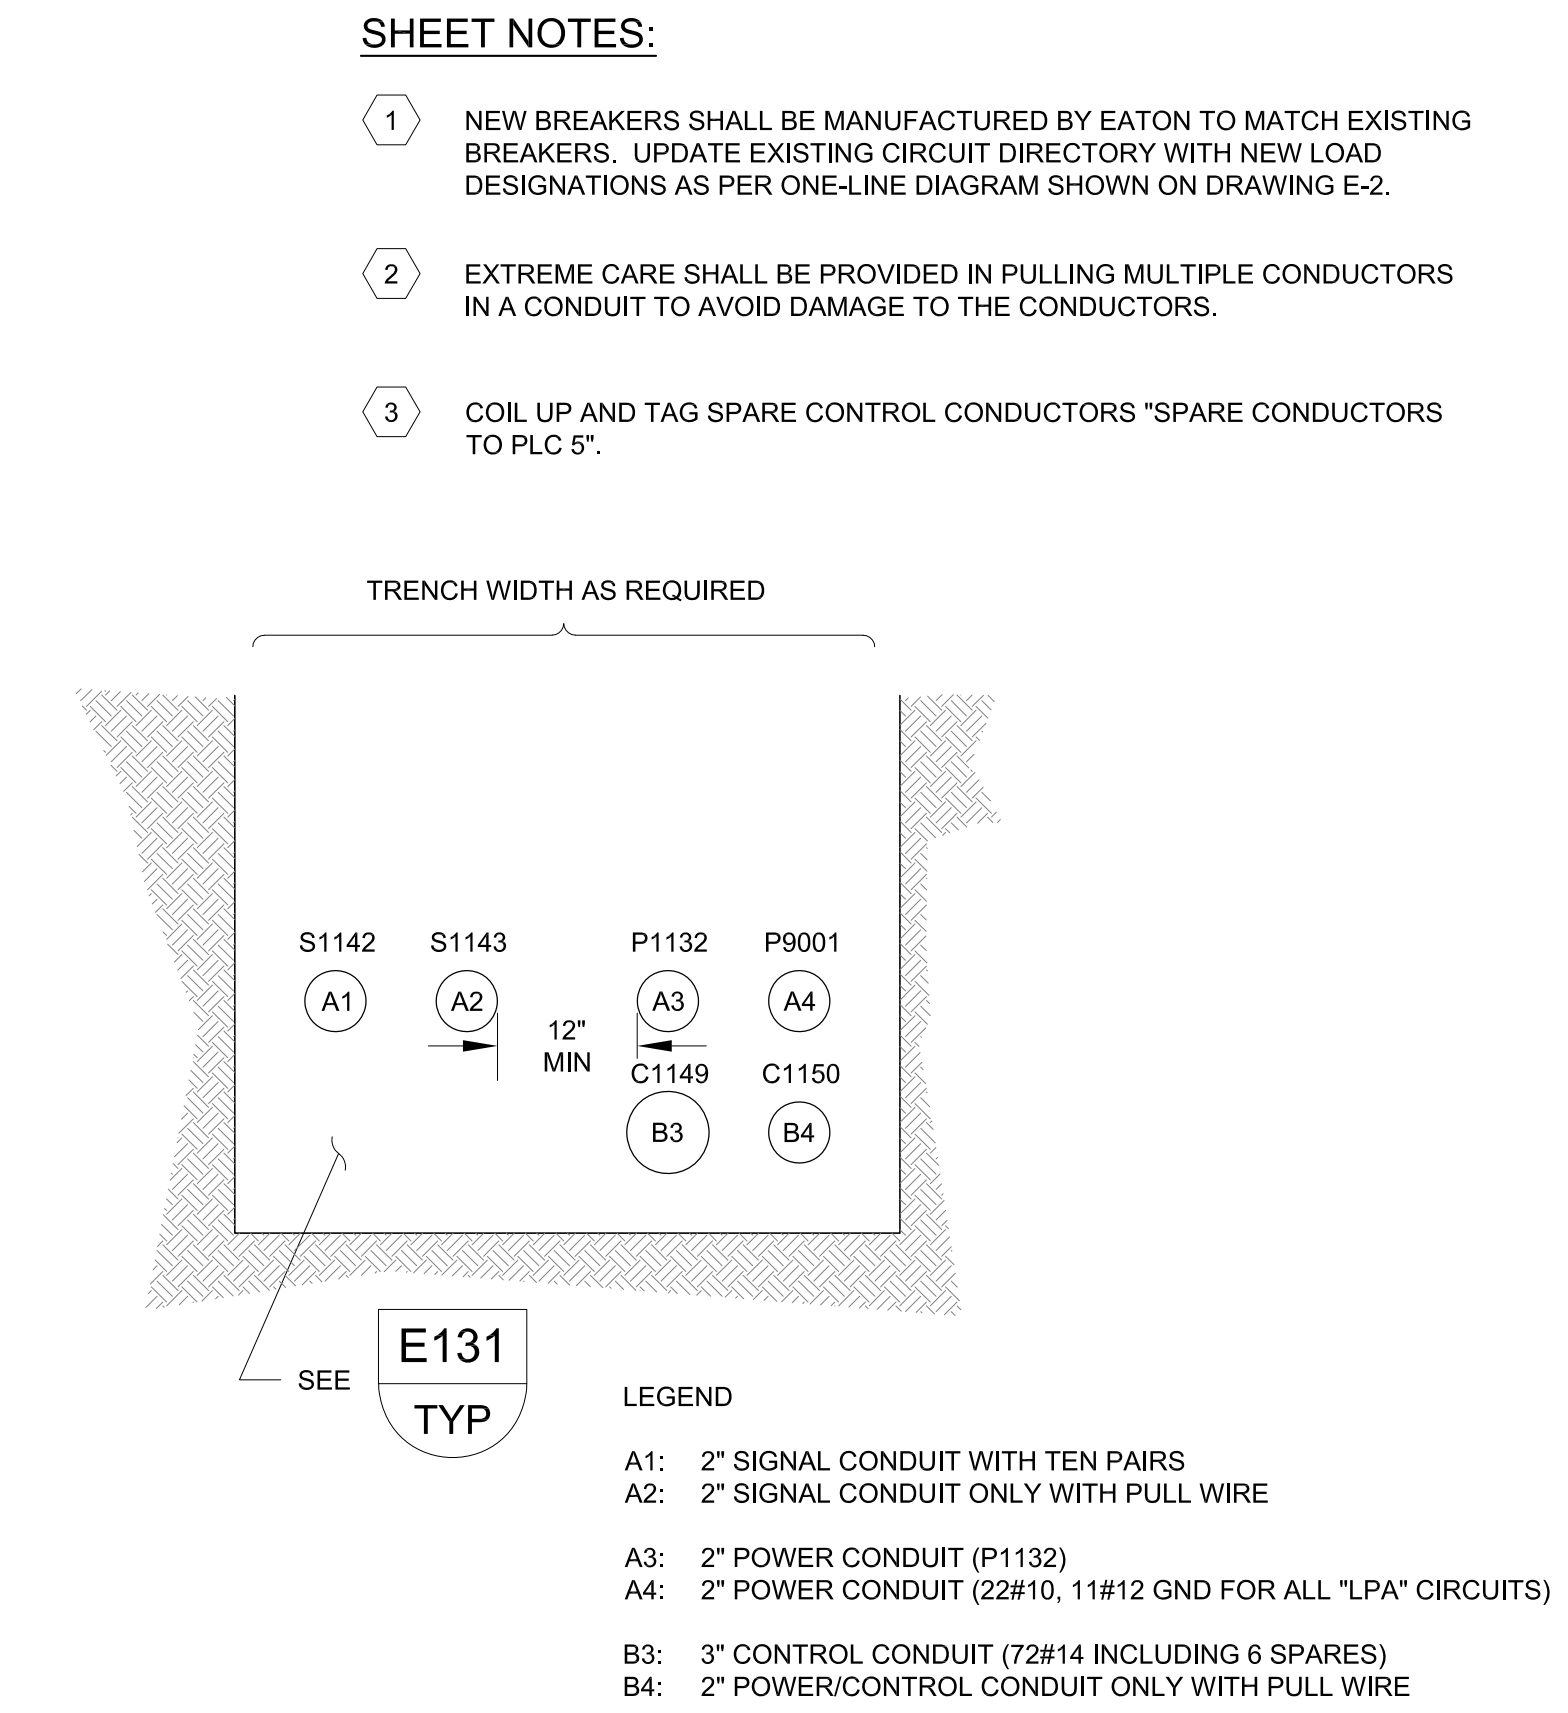 SHEET NOTES:
1 NEW BREAKERS SHALL BE MANUFACTURED BY EATON TO MATCH EXISTING
BREAKERS. UPDATE EXISTING CIRCUIT DIRECTORY WITH NEW LOAD
DESIGNATIONS AS PER ONE-LINE DIAGRAM SHOWN ON DRAWING E-2.
2 EXTREME CARE SHALL BE PROVIDED IN PULLING MULTIPLE CONDUCTORS
IN A CONDUIT TO AVOID DAMAGE TO THE CONDUCTORS.
3 COIL UP AND TAG SPARE CONTROL CONDUCTORS "SPARE CONDUCTORS
TO PLC 5".
TRENCH WIDTH AS REQUIRED
S1142 S1143 P1132 P9001
A1 A2 A3 A4
12"
MIN
C1149 C1150
B3 B4
SEE
E131
TYP
LEGEND
A1: 2" SIGNAL CONDUIT WITH TEN PAIRS
A2: 2" SIGNAL CONDUIT ONLY WITH PULL WIRE
A3: 2" POWER CONDUIT (P1132)
A4: 2" POWER CONDUIT (22#10, 11#12 GND FOR ALL "LPA" CIRCUITS)
B3: 3" CONTROL CONDUIT (72#14 INCLUDING 6 SPARES)
B4: 2" POWER/CONTROL CONDUIT ONLY WITH PULL WIRE